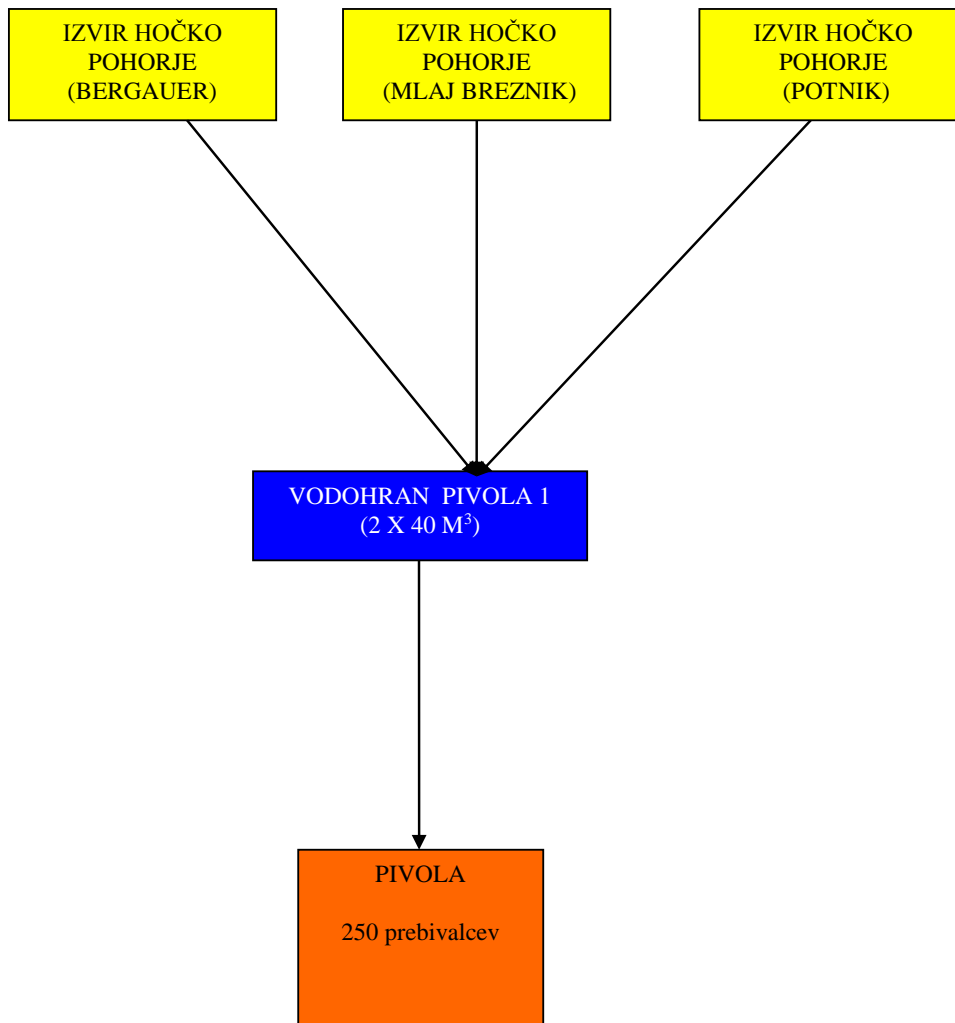 IZVIR HOČKO
POHORJE
(BERGAUER)
IZVIR HOČKO
POHORJE
(MLAJ BREZNIK)
IZVIR HOČKO
POHORJE
(POTNIK)
VODOHRAN  PIVOLA 1
(2 X 40 M³)
PIVOLA
250 prebivalcev